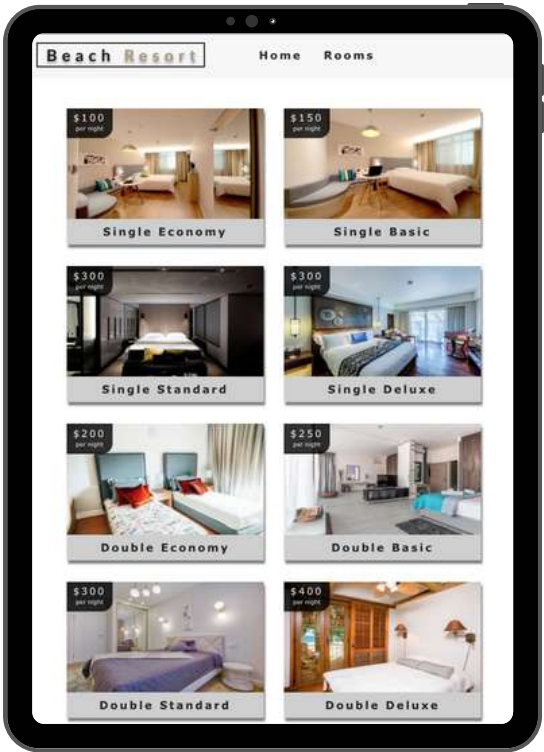 Beach Resort
Home Rooms
$100
per night
Single Economy
$150
per night
Single Basic
$300
per night
Single Standard
$300
per night
Single Deluxe
$200
per night
Double Economy
$250
per night
Double Basic
$300
per night
Double Standard
$400
per night
Double Deluxe